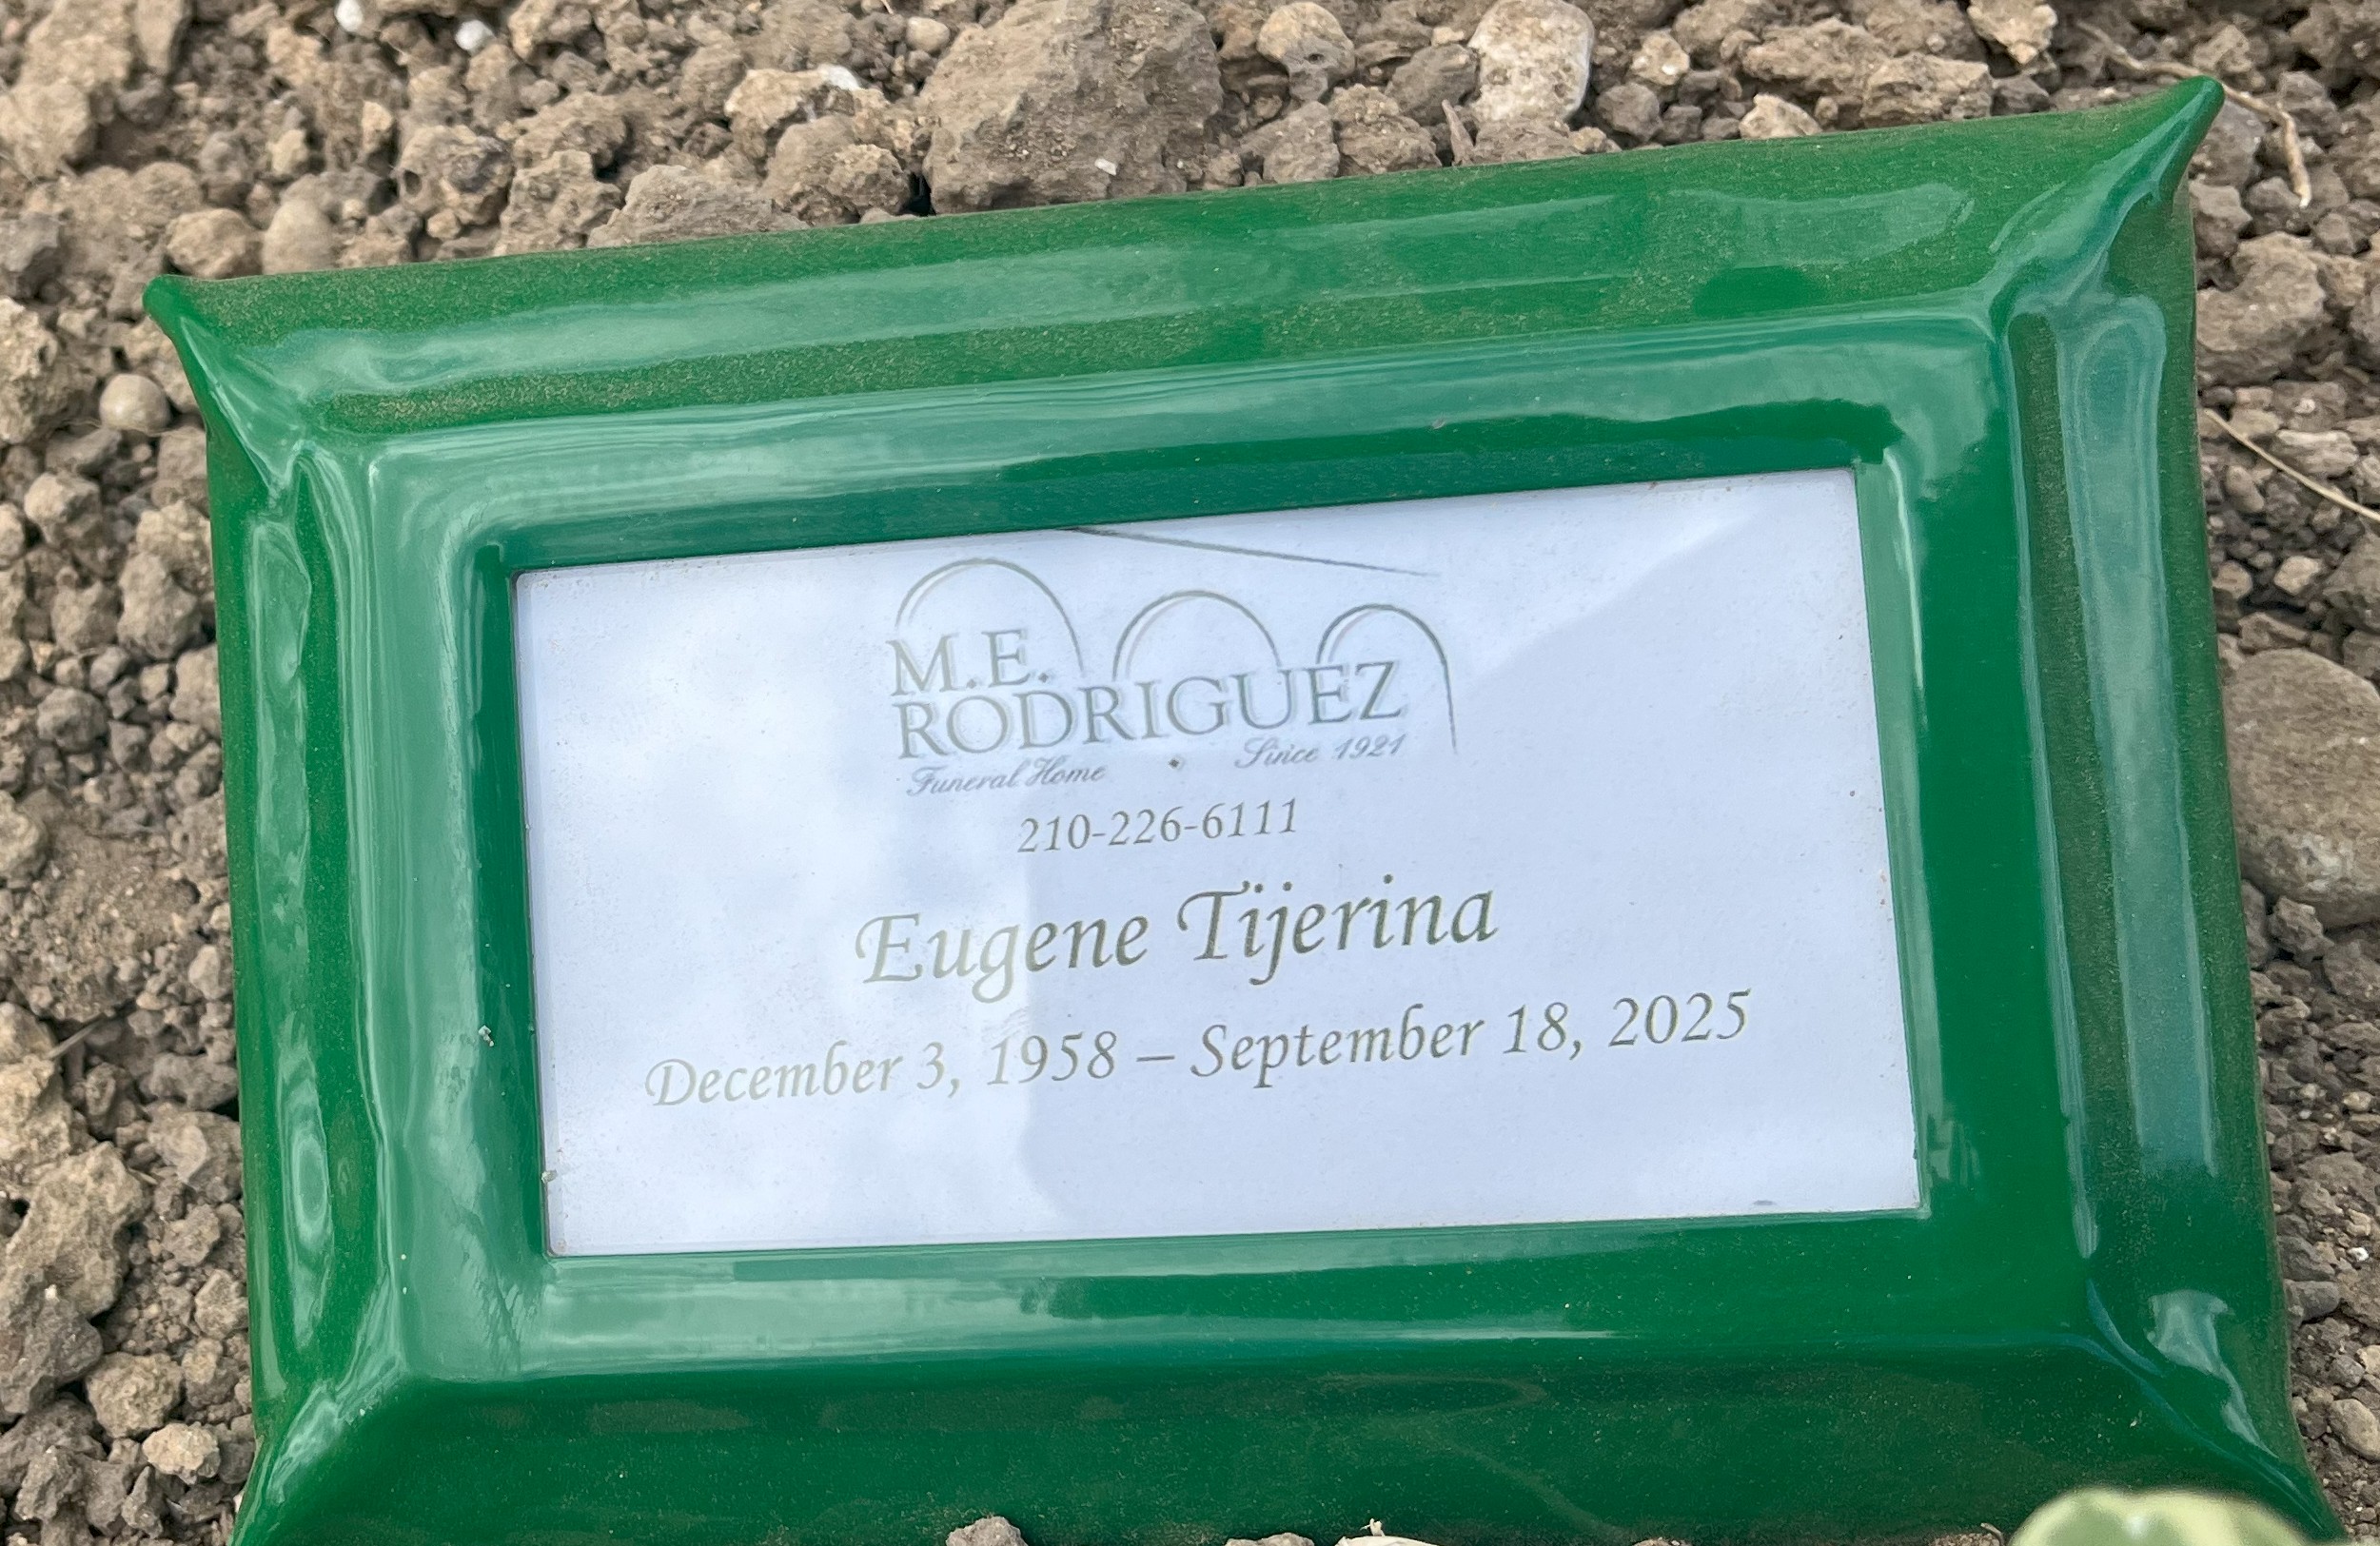 M.E.
RODRIGUEZ
Funeral Home • Since 1921
210-226-6111
Eugene Tijerina
December 3, 1958 – September 18, 2025